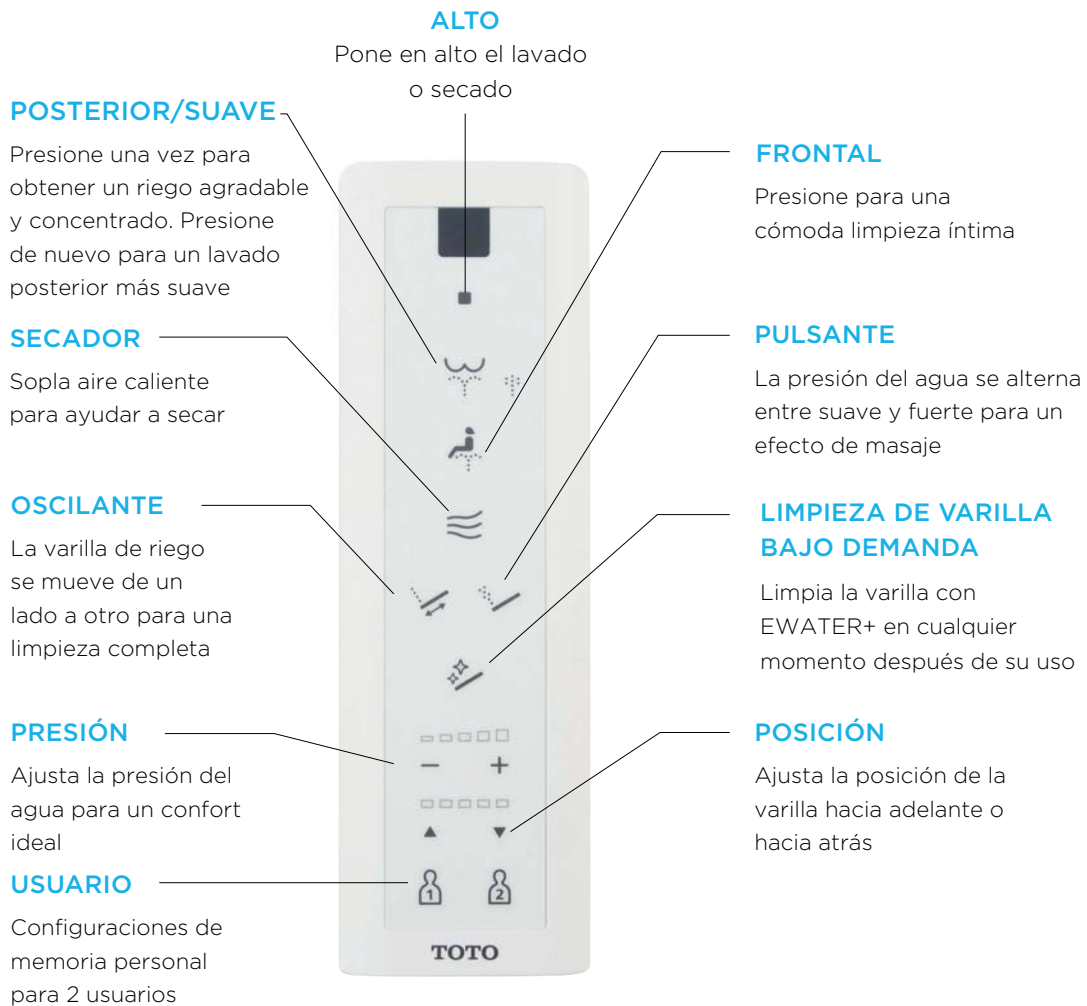 ALTO
Pone en alto el lavado
o secado
POSTERIOR/SUAVE
Presione una vez para
obtener un riego agradable
y concentrado. Presione
de nuevo para un lavado
posterior más suave
SECADOR
Sopla aire caliente
para ayudar a secar
OSCILANTE
La varilla de riego
se mueve de un
lado a otro para una
limpieza completa
PRESIÓN
Ajusta la presión del
agua para un confort
ideal
USUARIO
Configuraciones de
memoria personal
para 2 usuarios
FRONTAL
Presione para una
cómoda limpieza íntima
PULSANTE
La presión del agua se alterna
entre suave y fuerte para un
efecto de masaje
LIMPIEZA DE VARILLA
BAJO DEMANDA
Limpia la varilla con
EWATER+ en cualquier
momento después de su uso
POSICIÓN
Ajusta la posición de la
varilla hacia adelante o
hacia atrás
− +
1 2
TOTO